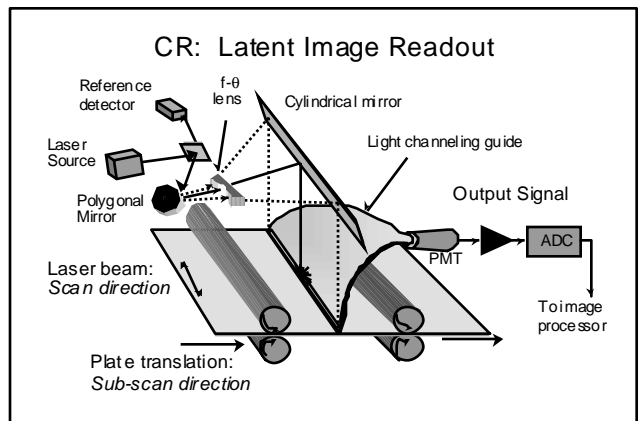 CR: Latent Image Readout
Reference
detector
f-θ
lens
Cylindrical mirror
Laser
Source
Light channeling guide
Polygonal
Mirror
Output Signal
PMT
ADC
Laser beam:
Scan direction
To image
processor
Plate translation:
Sub-scan direction